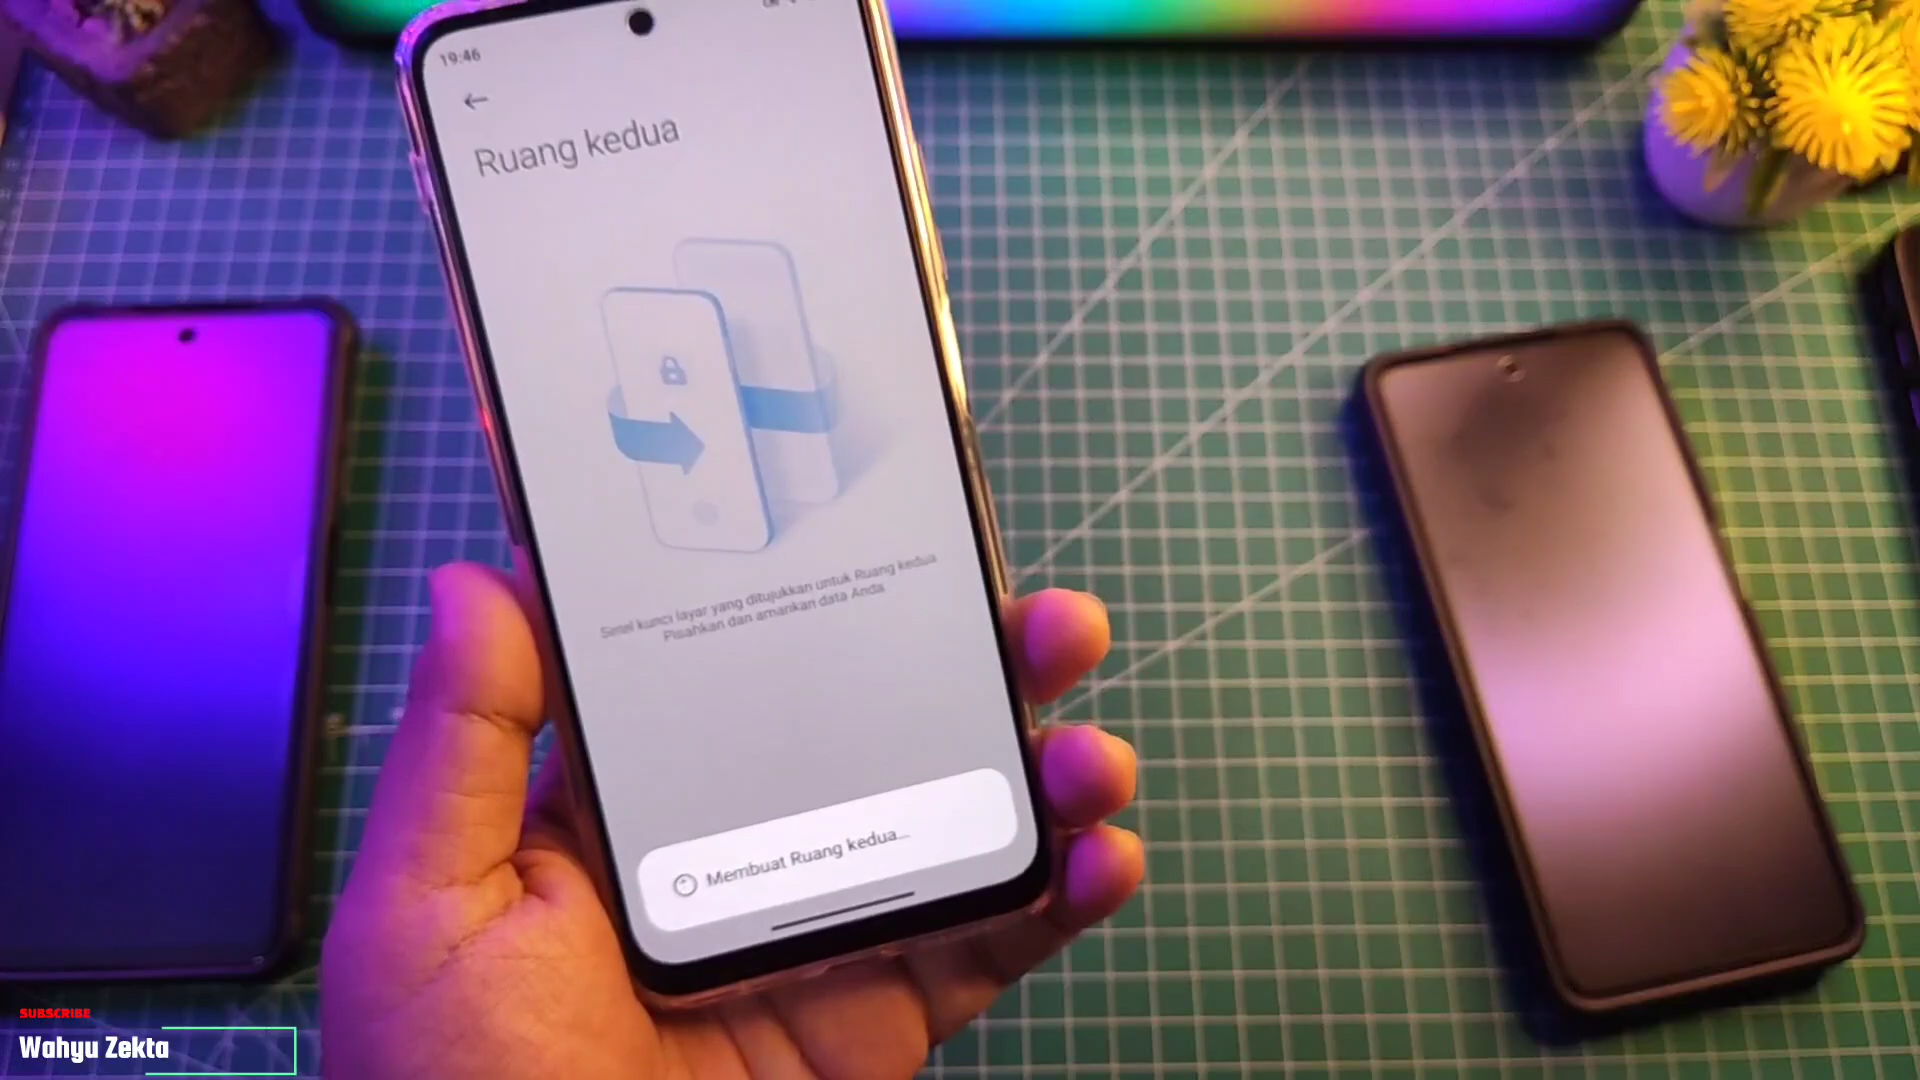 19:46
Ruang kedua
Setel kunci layar yang ditujukkan untuk Ruang kedua
Pisahkan dan amankan data Anda
Membuat Ruang kedua...
SUBSCRIBE
Wahyu Zekta